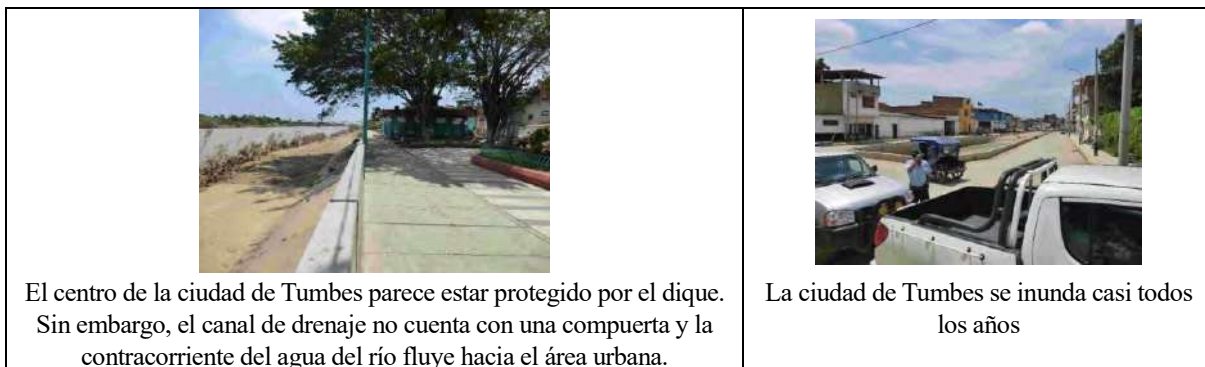 El centro de la ciudad de Tumbes parece estar protegido por el dique.
Sin embargo, el canal de drenaje no cuenta con una compuerta y la
contracorriente del agua del río fluye hacia el área urbana.
La ciudad de Tumbes se inunda casi todos
los años